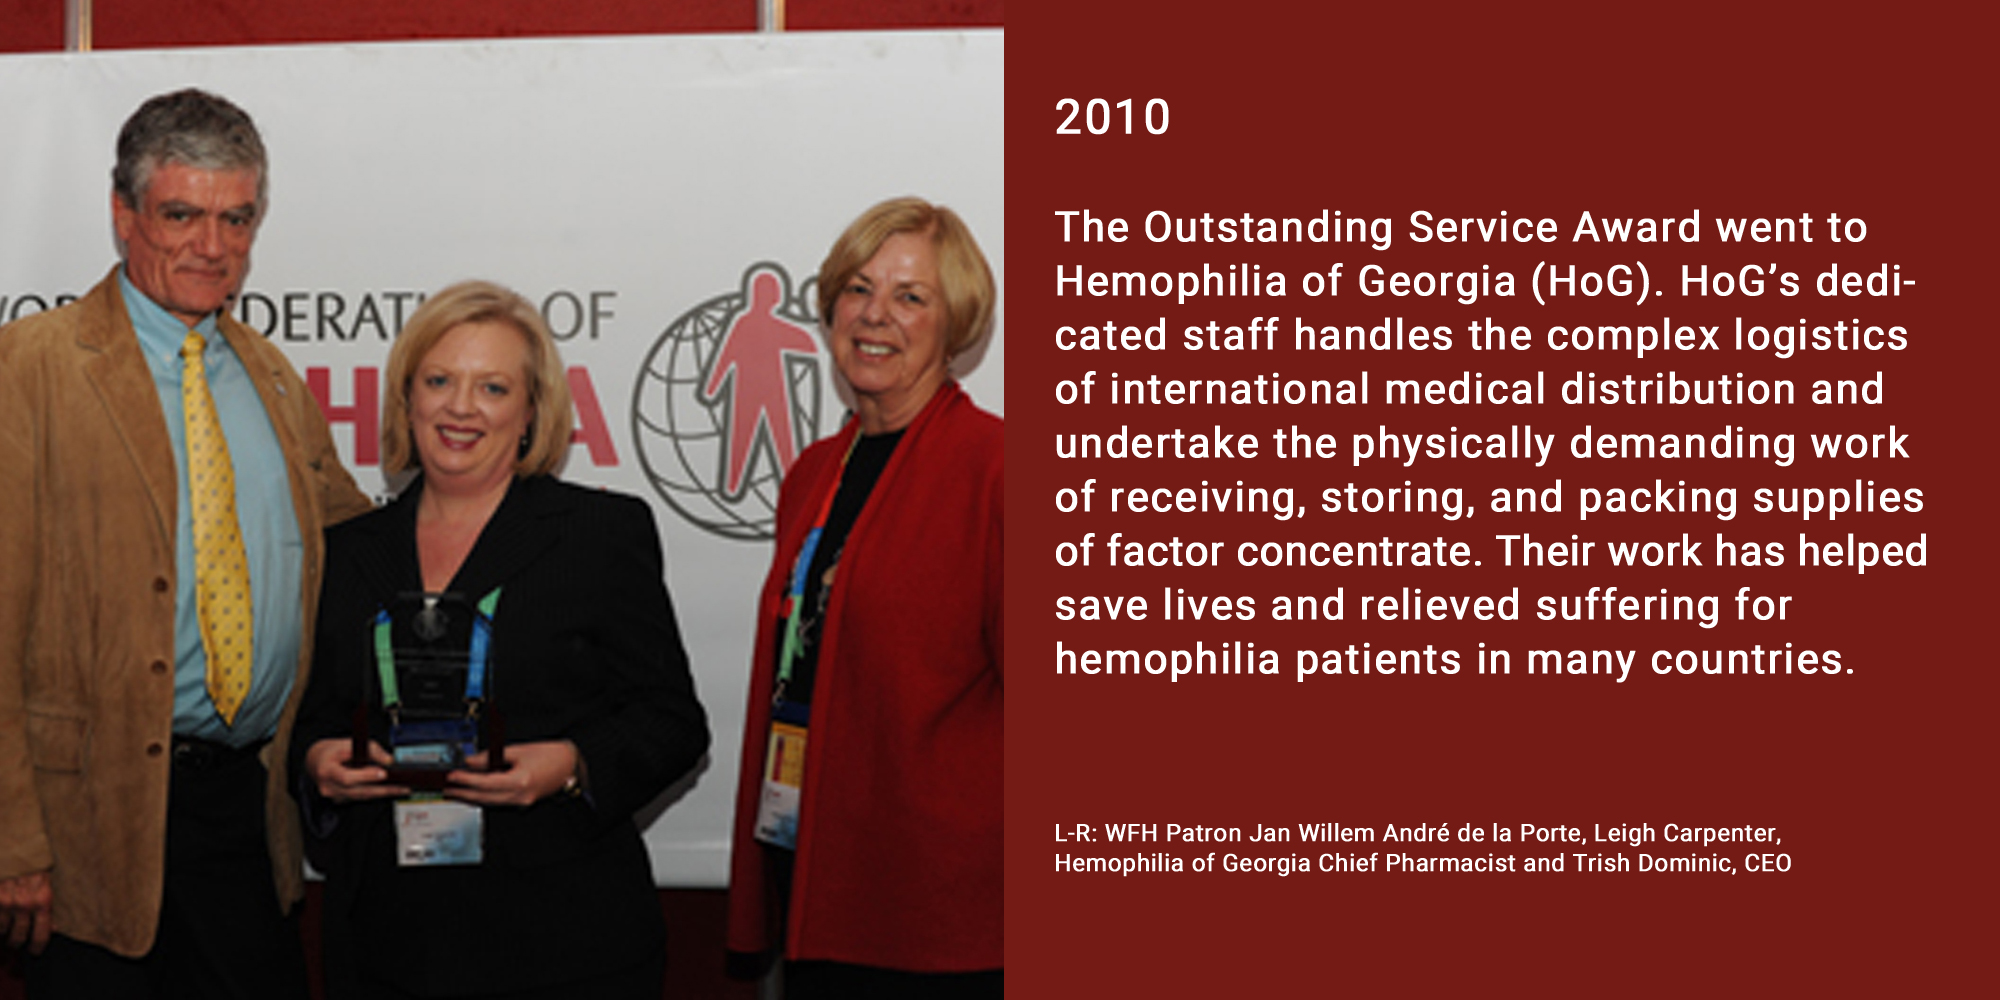 DERAT OF
H A
2010
The Outstanding Service Award went to
Hemophilia of Georgia (HoG). HoG’s dedi-
cated staff handles the complex logistics
of international medical distribution and
undertake the physically demanding work
of receiving, storing, and packing supplies
of factor concentrate. Their work has helped
save lives and relieved suffering for
hemophilia patients in many countries.
L-R: WFH Patron Jan Willem André de la Porte, Leigh Carpenter,
Hemophilia of Georgia Chief Pharmacist and Trish Dominic, CEO